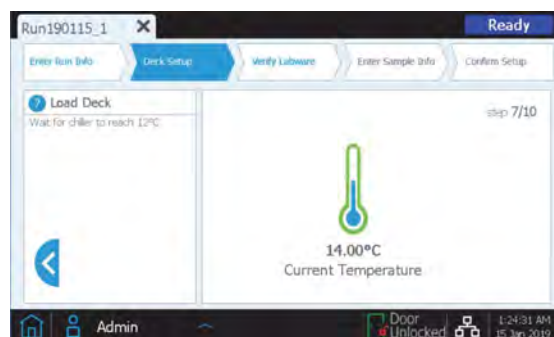 Run190115_1
Ready
Enter Run Info
Deck Setup
Verify Labware
Enter Sample Info
Confirm Setup
? Load Deck
Wait for chiller to reach 12°C
step 7/10
14.00°C
Current Temperature
Admin
Door
Unlocked
1:24:31 AM
15 Jan 2019